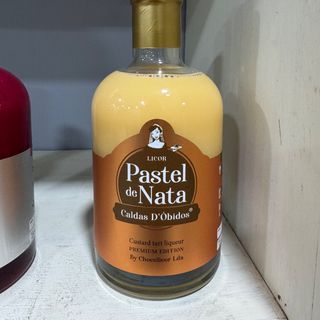 LICOR
Pastel
de Nata
Caldas D'Óbidos®
Custard tart liqueur
PREMIUM EDITION
By Chocolicor Lda